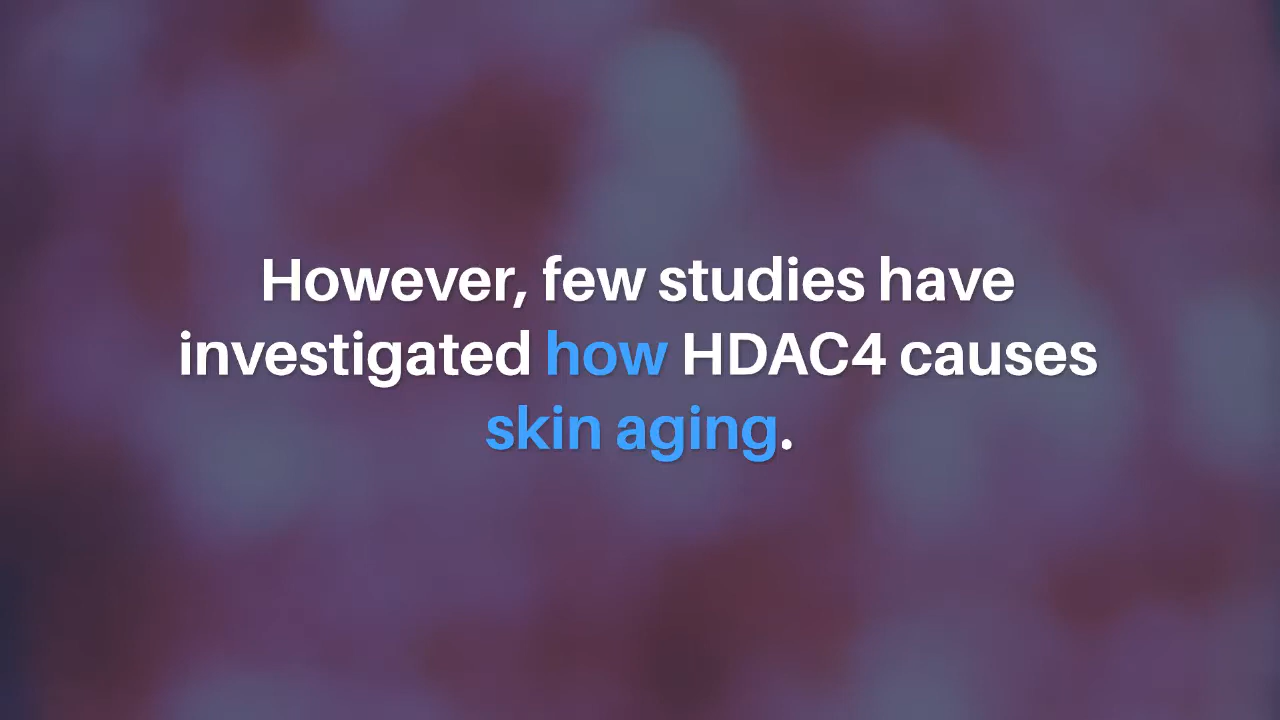 However, few studies have
investigated how HDAC4 causes
skin aging.